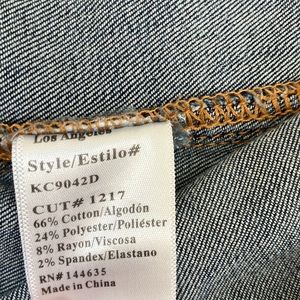 Los Angeles
Style/Estilo#
KC9042D
CUT# 1217
66% Cotton/Algodón
24% Polyester/Poliéster
8% Rayon/Viscosa
2% Spandex/Elastano
RN#144635
Made in China